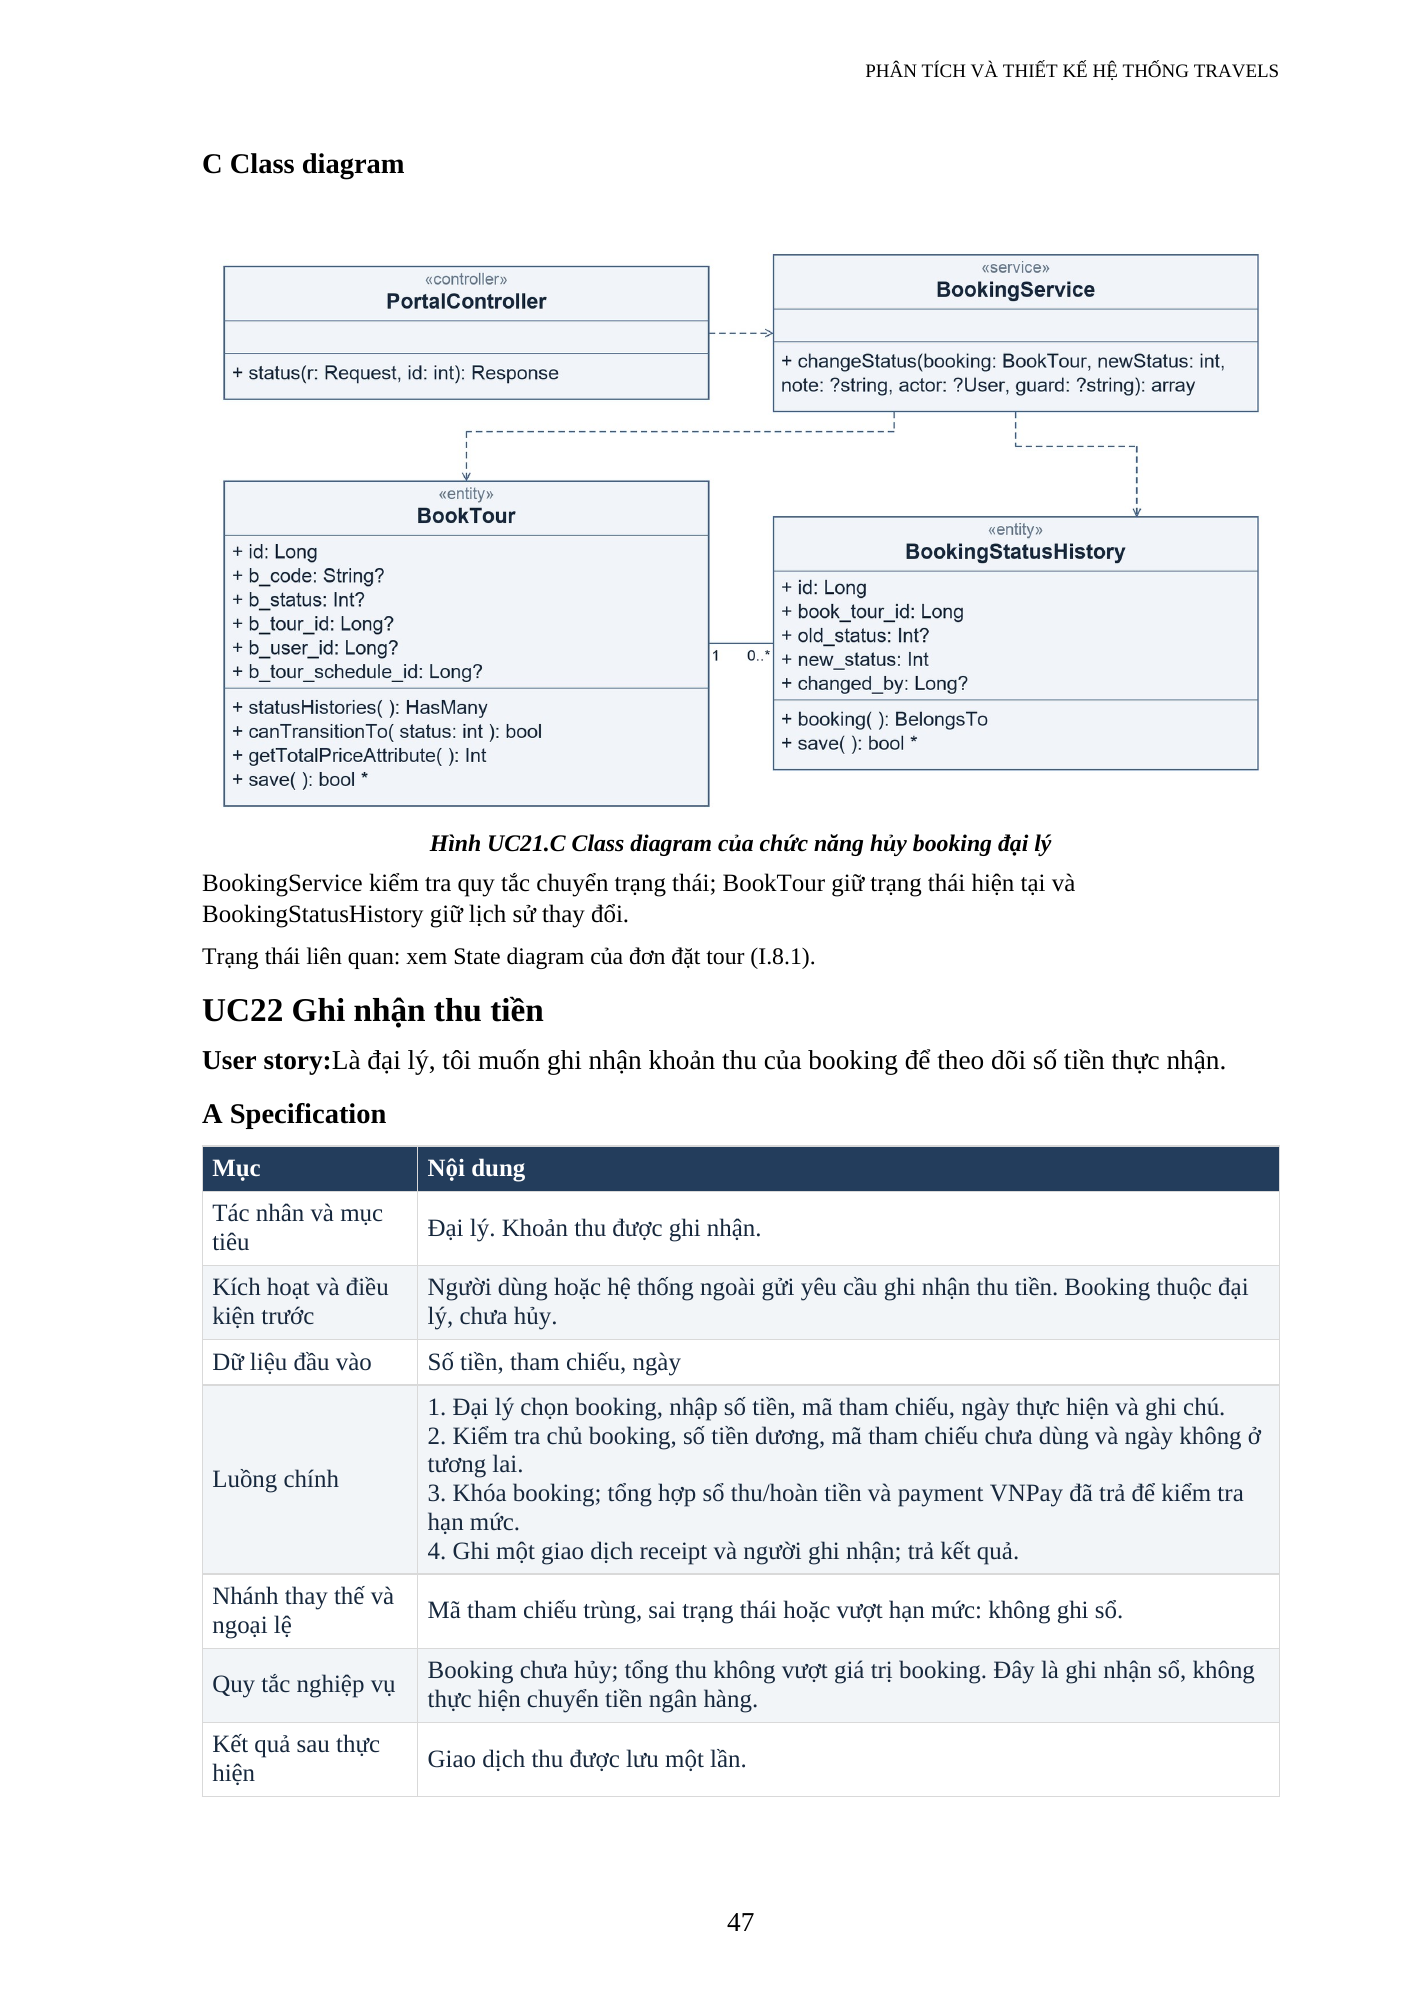 PHÂN TÍCH VÀ THIẾT KẾ HỆ THỐNG TRAVELS
C Class diagram
«controller»
PortalController
+ status(r: Request, id: int): Response
«service»
BookingService
+ changeStatus(booking: BookTour, newStatus: int,
note: ?string, actor: ?User, guard: ?string): array
«entity»
BookTour
+ id: Long
+ b_code: String?
+ b_status: Int?
+ b_tour_id: Long?
+ b_user_id: Long?
+ b_tour_schedule_id: Long?
+ statusHistories( ): HasMany
+ canTransitionTo( status: int ): bool
+ getTotalPriceAttribute( ): Int
+ save( ): bool *
1 0..*
«entity»
BookingStatusHistory
+ id: Long
+ book_tour_id: Long
+ old_status: Int?
+ new_status: Int
+ changed_by: Long?
+ booking( ): BelongsTo
+ save( ): bool *
Hình UC21.C Class diagram của chức năng hủy booking đại lý
BookingService kiểm tra quy tắc chuyển trạng thái; BookTour giữ trạng thái hiện tại và
BookingStatusHistory giữ lịch sử thay đổi.
Trạng thái liên quan: xem State diagram của đơn đặt tour (I.8.1).
UC22 Ghi nhận thu tiền
User story:Là đại lý, tôi muốn ghi nhận khoản thu của booking để theo dõi số tiền thực nhận.
A Specification
Mục Nội dung
Tác nhân và mục
tiêu
Đại lý. Khoản thu được ghi nhận.
Kích hoạt và điều
kiện trước
Người dùng hoặc hệ thống ngoài gửi yêu cầu ghi nhận thu tiền. Booking thuộc đại
lý, chưa hủy.
Dữ liệu đầu vào Số tiền, tham chiếu, ngày
Luồng chính
1. Đại lý chọn booking, nhập số tiền, mã tham chiếu, ngày thực hiện và ghi chú.
2. Kiểm tra chủ booking, số tiền dương, mã tham chiếu chưa dùng và ngày không ở
tương lai.
3. Khóa booking; tổng hợp sổ thu/hoàn tiền và payment VNPay đã trả để kiểm tra
hạn mức.
4. Ghi một giao dịch receipt và người ghi nhận; trả kết quả.
Nhánh thay thế và
ngoại lệ
Mã tham chiếu trùng, sai trạng thái hoặc vượt hạn mức: không ghi sổ.
Quy tắc nghiệp vụ
Booking chưa hủy; tổng thu không vượt giá trị booking. Đây là ghi nhận sổ, không
thực hiện chuyển tiền ngân hàng.
Kết quả sau thực
hiện
Giao dịch thu được lưu một lần.
47